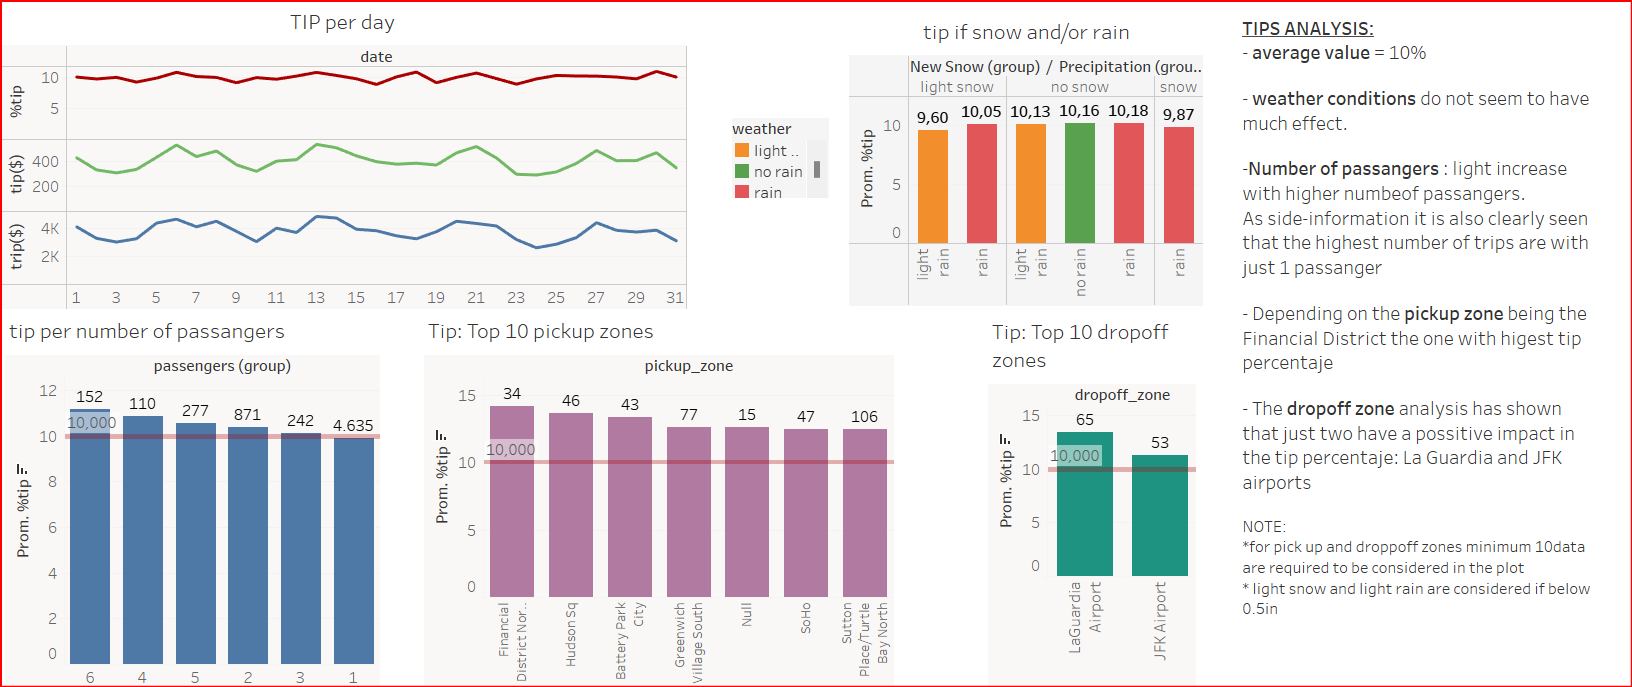 TIP per day
date
%tip
10
5
tip($)
400
200
trip($)
4K
2K
1 3 5 7 9 11 13 15 17 19 21 23 25 27 29 31
weather
light ..
no rain
rain
tip if snow and/or rain
New Snow (group) / Precipitation (grou..
light snow no snow snow
Prom. %tip
10
5
0
9,60 10,05 10,13 10,16 10,18 9,87
light rain
rain
light rain
no rain
rain
rain
TIPS ANALYSIS:
- average value = 10%
- weather conditions do not seem to have
much effect.
-Number of passangers : light increase
with higher numbeof passangers.
As side-information it is also clearly seen
that the highest number of trips are with
just 1 passanger
- Depending on the pickup zone being the
Financial District the one with higest tip
percentaje
- The dropoff zone analysis has shown
that just two have a possitive impact in
the tip percentaje: La Guardia and JFK
airports
NOTE:
*for pick up and droppoff zones minimum 10data
are required to be considered in the plot
* light snow and light rain are considered if below
0.5in
tip per number of passangers
passengers (group)
Prom. %tip
12
10
8
6
4
2
0
152 110 277 871 242 4.635
10,000
6 4 5 2 3 1
Tip: Top 10 pickup zones
pickup_zone
Prom. %tip
15
10
5
0
34 46 43 77 15 47 106
10,000
Financial
District Nor..
Hudson Sq
Battery Park
City
Greenwich
Village South
Null
SoHo
Sutton
Place/Turtle
Bay North
Tip: Top 10 dropoff
zones
dropoff_zone
Prom. %tip
15
10
5
0
65 53
10,000
LaGuardia
Airport
JFK Airport